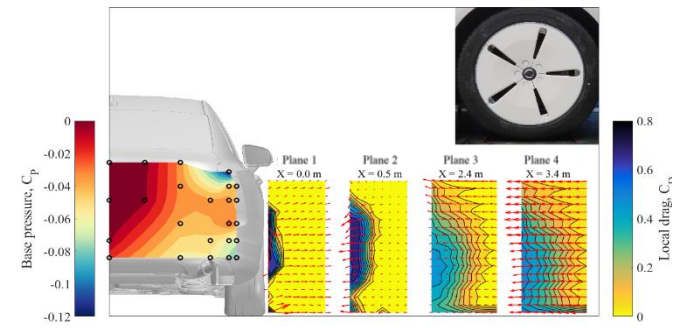 0
-0.02
-0.04
-0.06
-0.08
-0.1
-0.12
Base pressure, C_P
Plane 1
X = 0.0 m
Plane 2
X = 0.5 m
Plane 3
X = 2.4 m
Plane 4
X = 3.4 m
0.8
0.6
0.4
0.2
0
Local drag, C_D